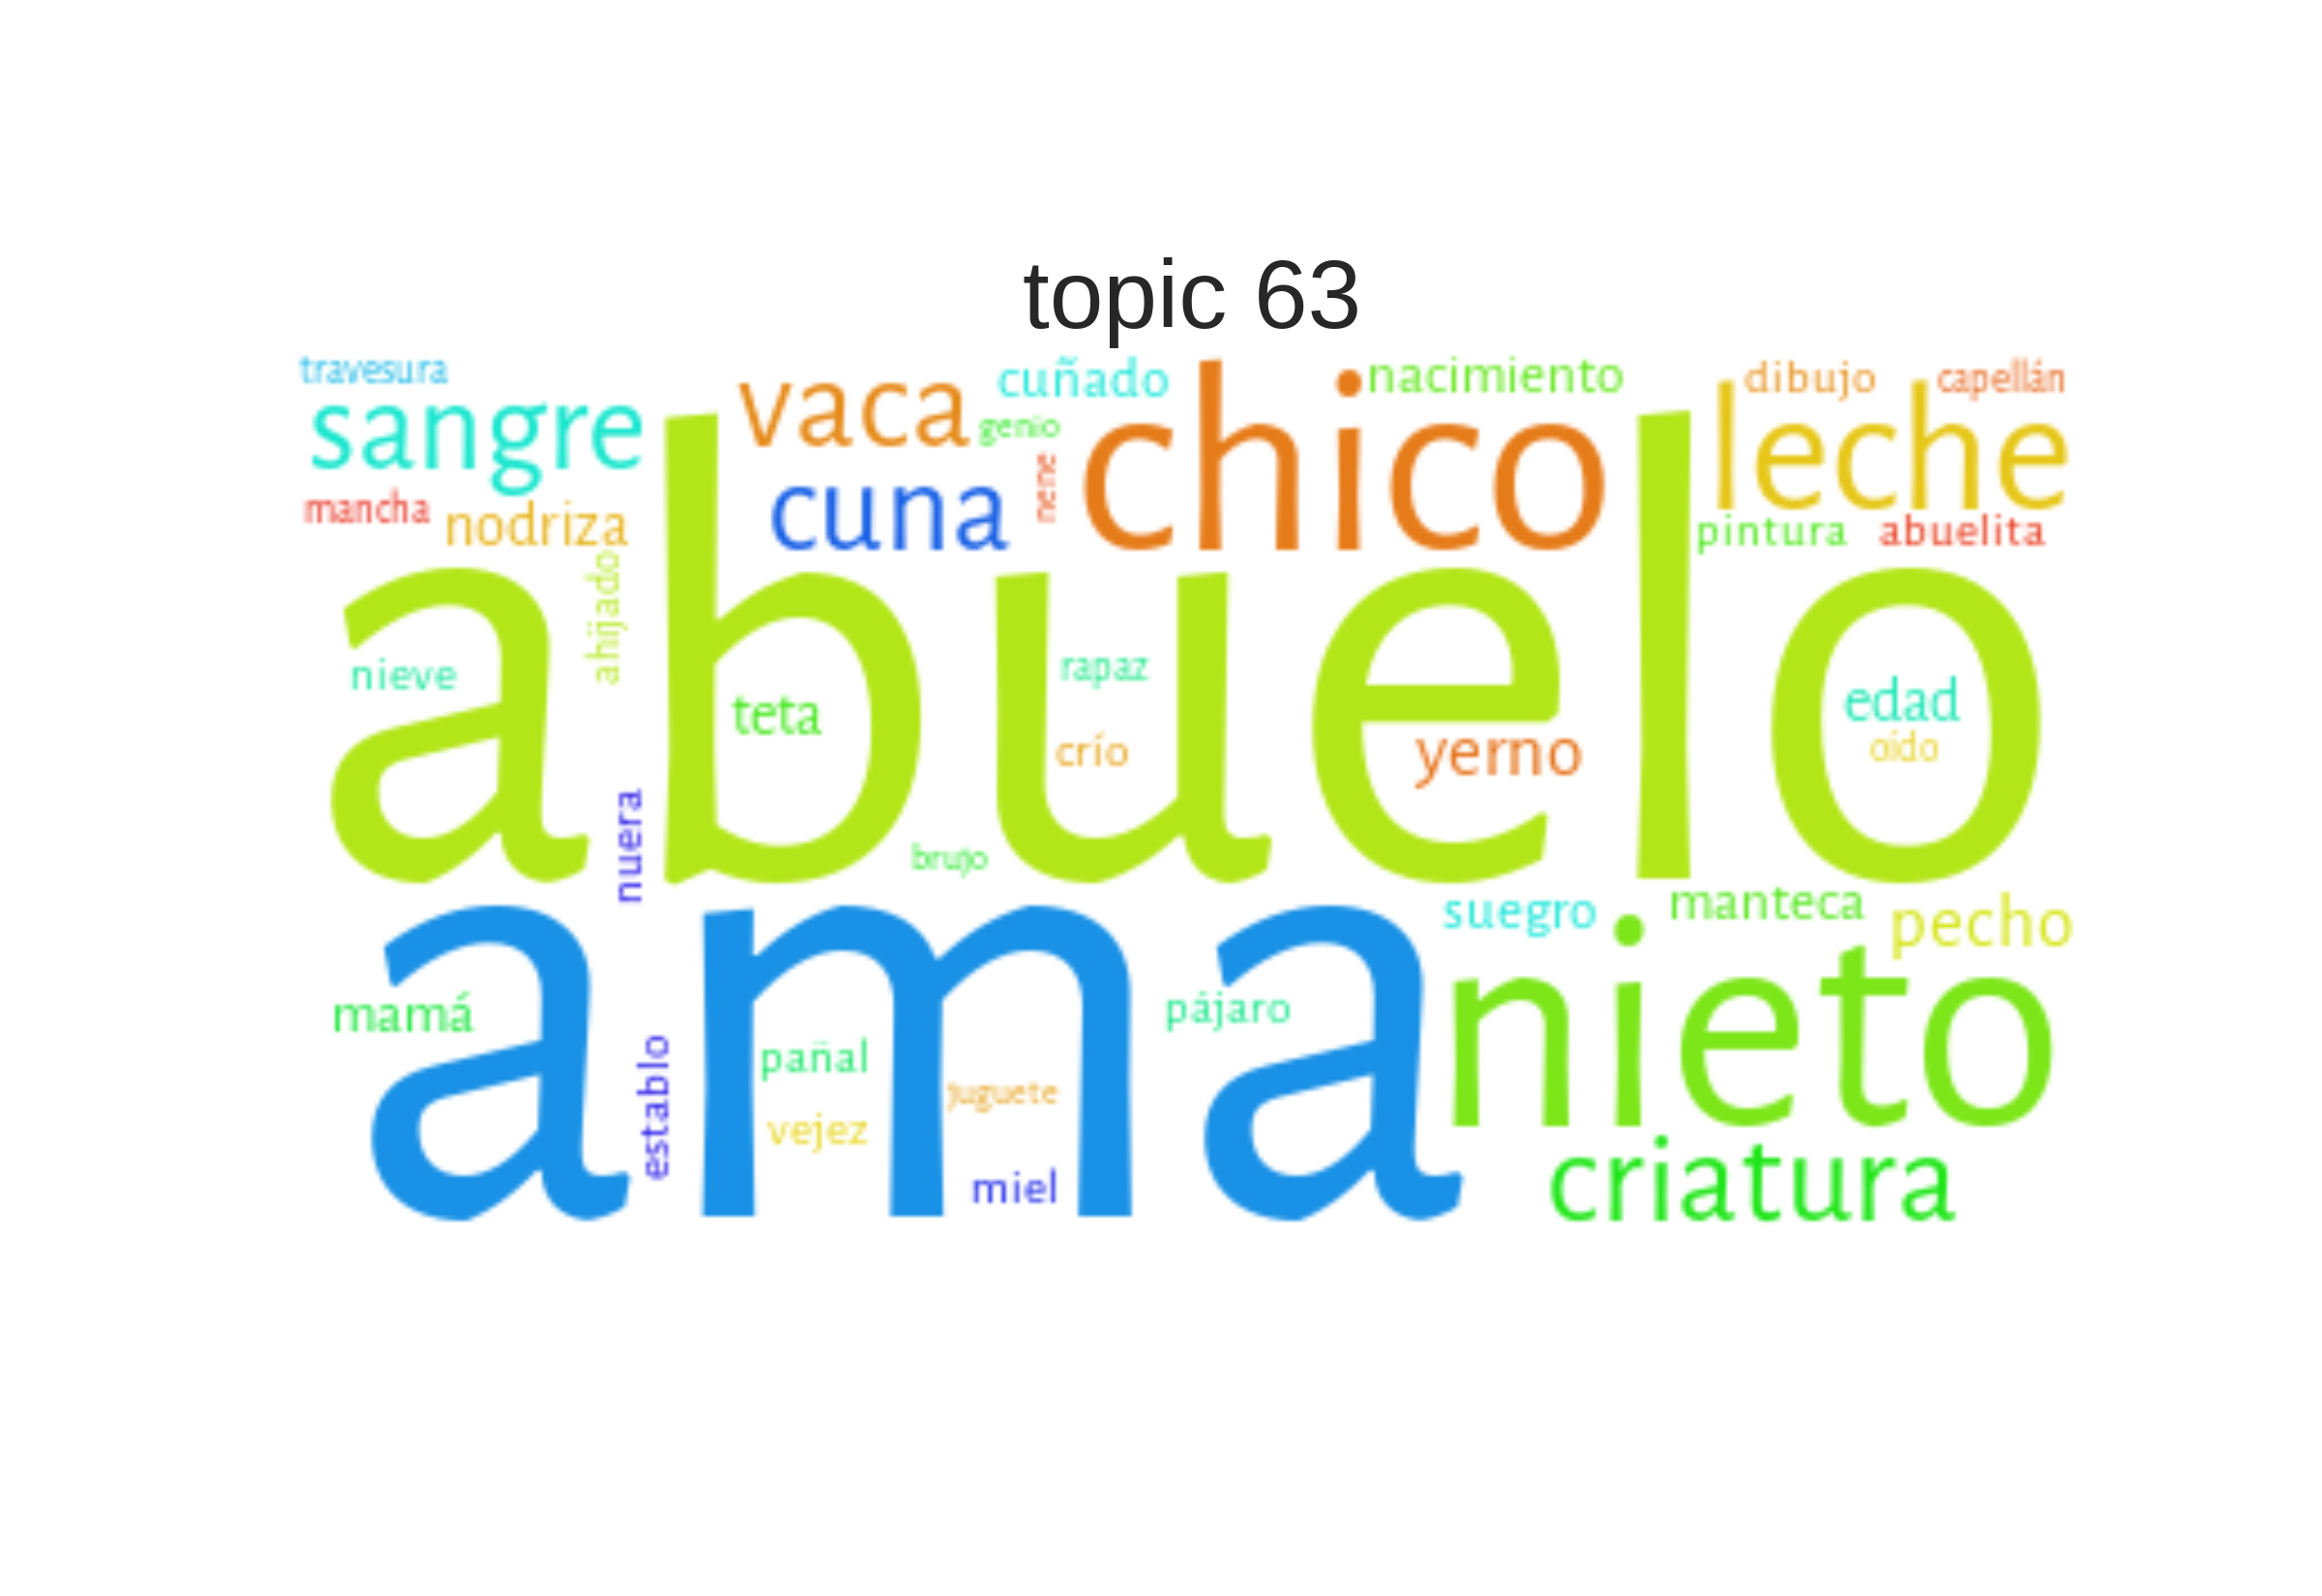 topic 63
travesura
cuñado
nacimiento
dibujo
capellán
sangre
vaca
genio
chico
leche
mancha
nodriza
cuna
nene
pintura
abuelita
abuelo
ahijado
nieve
teta
rapaz
crío
yerno
edad
oido
nuera
brujo
suegro
manteca
pecho
ama
nieto
mamá
establo
pañal
juguete
vejez
miel
pájaro
criatura